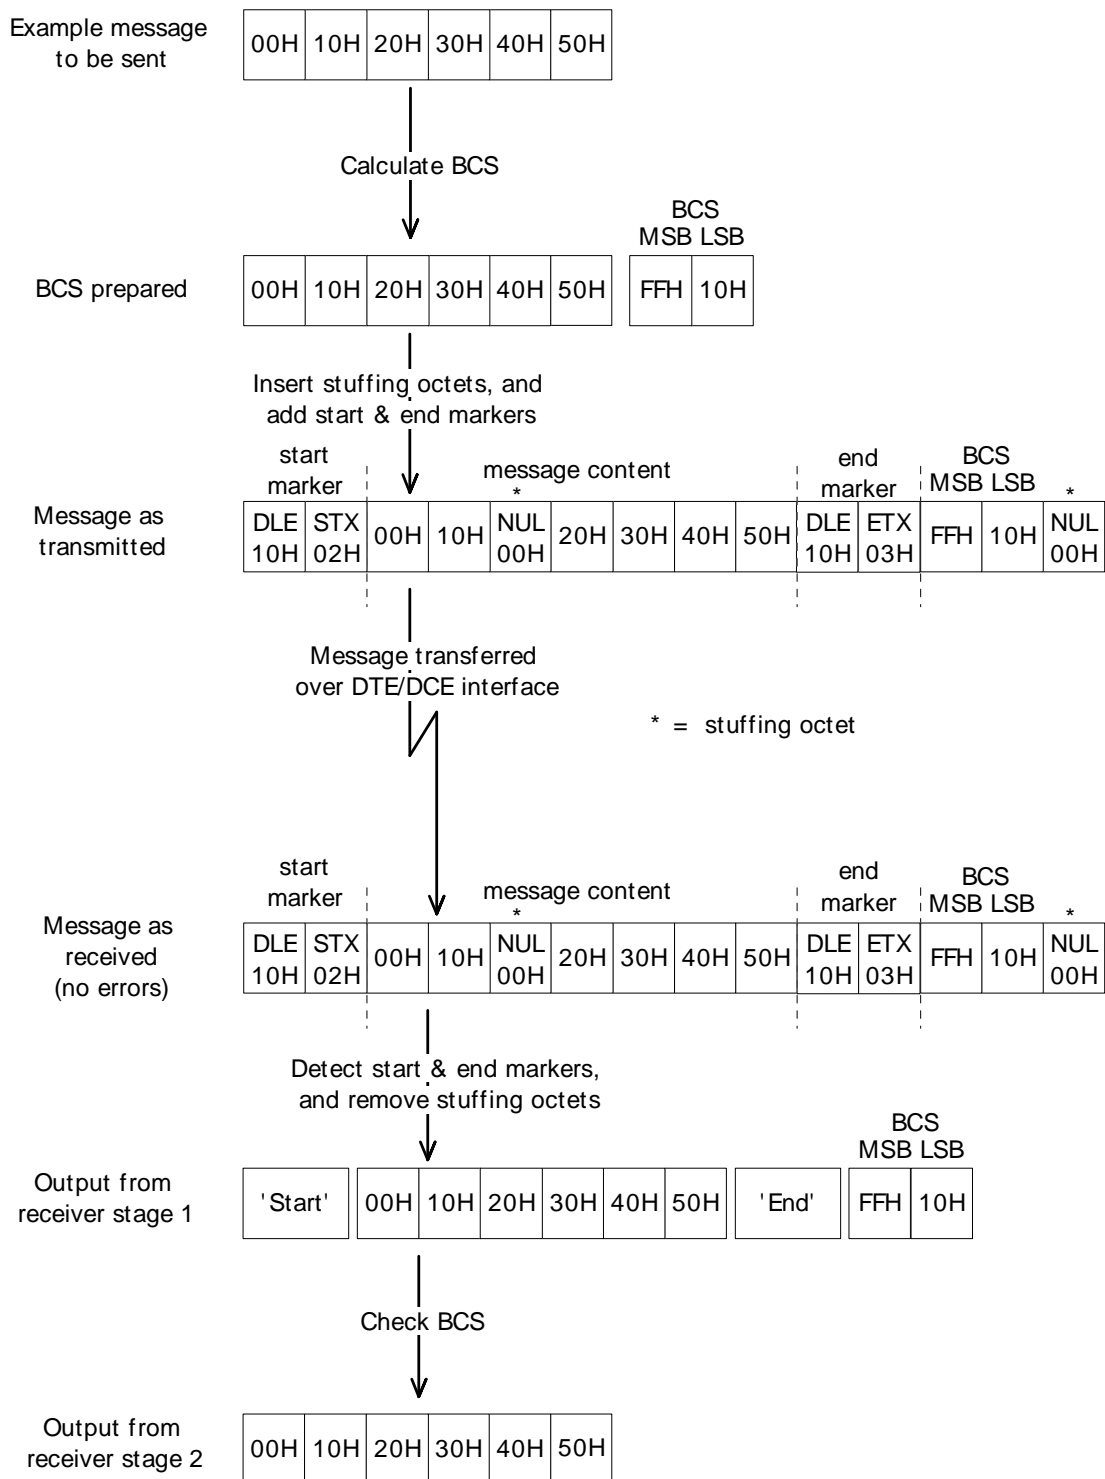 Example message
to be sent
00H 10H 20H 30H 40H 50H
Calculate BCS
BCS
MSB LSB
BCS prepared
00H 10H 20H 30H 40H 50H FFH 10H
Insert stuffing octets, and
add start & end markers
start
marker
message content
*
end
marker
BCS
MSB LSB
*
Message as
transmitted
DLE STX 00H 10H NUL 20H 30H 40H 50H DLE ETX FFH 10H NUL
10H 02H 00H 10H 03H 00H
Message transferred
over DTE/DCE interface
* = stuffing octet
start
marker
message content
*
end
marker
BCS
MSB LSB
*
Message as
received
(no errors)
DLE STX 00H 10H NUL 20H 30H 40H 50H DLE ETX FFH 10H NUL
10H 02H 00H 10H 03H 00H
Detect start & end markers,
and remove stuffing octets
BCS
MSB LSB
Output from
receiver stage 1
'Start' 00H 10H 20H 30H 40H 50H 'End' FFH 10H
Check BCS
Output from
receiver stage 2
00H 10H 20H 30H 40H 50H